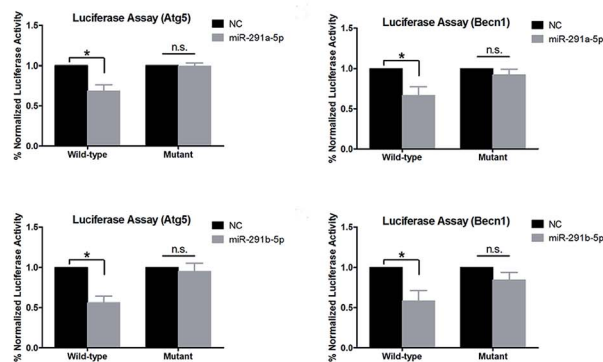 Luciferase Assay (Atg5)
% Normalized Luciferase Activity
1.5
1.0
0.5
0.0
NC
miR-291a-5p
*
n.s.
Wild-type
Mutant
Luciferase Assay (Becn1)
% Normalized Luciferase Activity
1.5
1.0
0.5
0.0
NC
miR-291a-5p
*
n.s.
Wild-type
Mutant
Luciferase Assay (Atg5)
% Normalized Luciferase Activity
1.5
1.0
0.5
0.0
NC
miR-291b-5p
*
n.s.
Wild-type
Mutant
Luciferase Assay (Becn1)
% Normalized Luciferase Activity
1.5
1.0
0.5
0.0
NC
miR-291b-5p
*
n.s.
Wild-type
Mutant